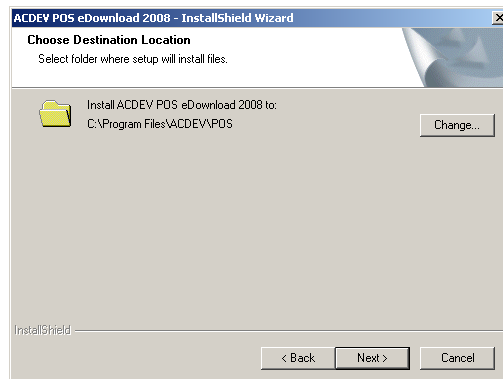 ACDEV POS eDownload 2008 - InstallShield Wizard
Choose Destination Location
Select folder where setup will install files.
Install ACDEV POS eDownload 2008 to:
C:\Program Files\ACDEV\POS
Change...
InstallShield
< Back
Next >
Cancel